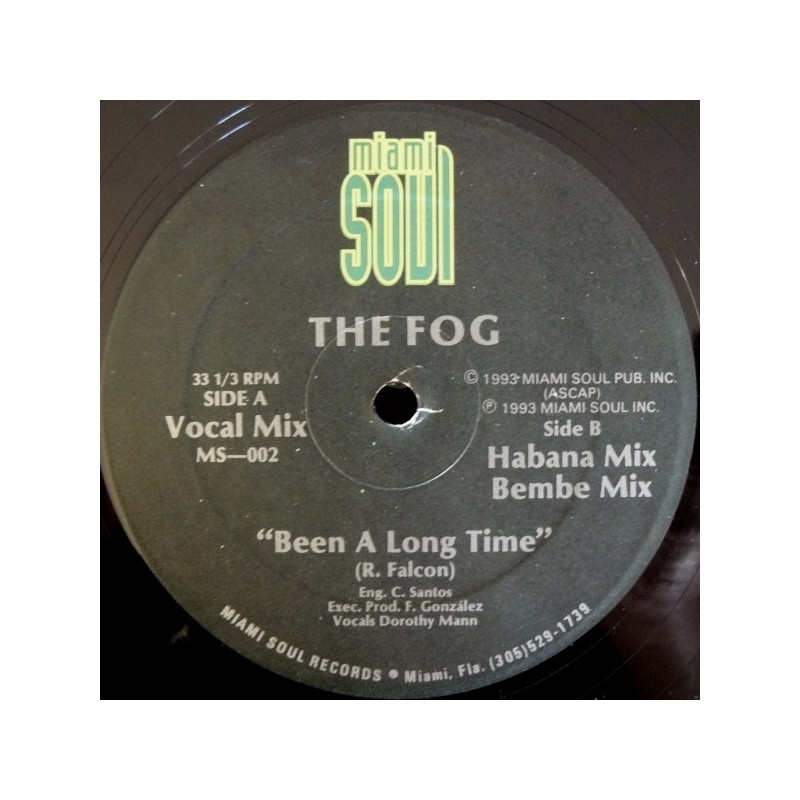 miami
SOUL
THE FOG
33 1/3 RPM
SIDE A
Vocal Mix
MS—002
© 1993 MIAMI SOUL PUB. INC.
(ASCAP)
℗ 1993 MIAMI SOUL INC.
Side B
Habana Mix
Bembe Mix
“Been A Long Time”
(R. Falcon)
Eng. C. Santos
Exec. Prod. F. González
Vocals Dorothy Mann
MIAMI SOUL RECORDS • Miami, Fla. (305)529-1739